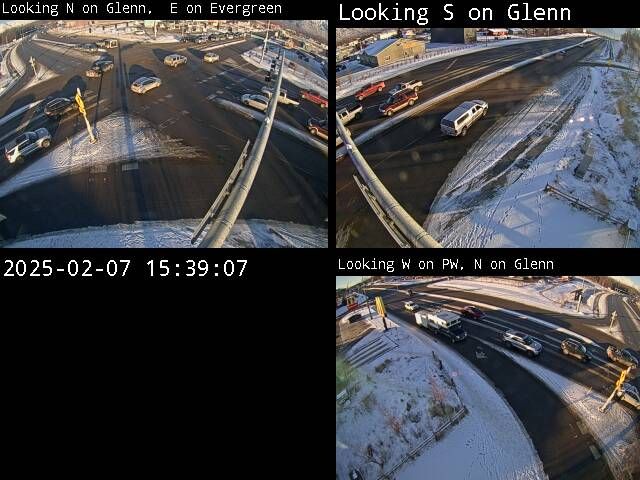 Looking N on Glenn,  E on Evergreen
Looking S on Glenn
2025-02-07 15:39:07
Looking W on PW, N on Glenn